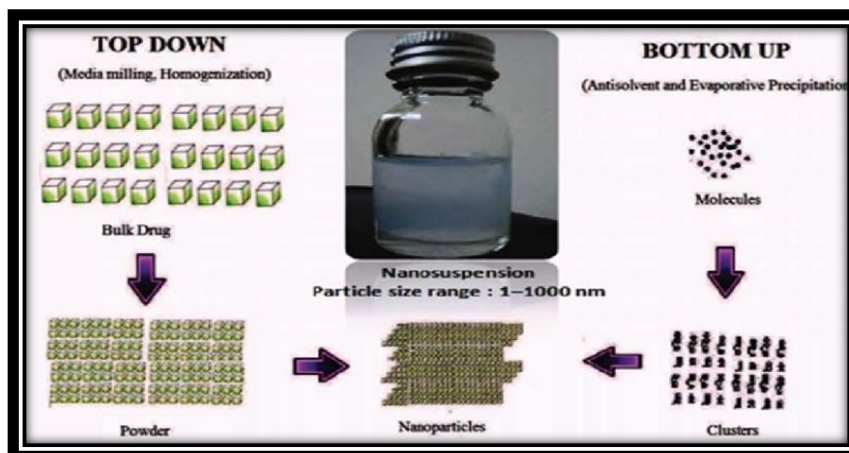 TOP DOWN
(Media milling, Homogenization)
Bulk Drug
Powder
Nanosuspension
Particle size range : 1–1000 nm
Nanoparticles
BOTTOM UP
(Antisolvent and Evaporative Precipitation
Molecules
Clusters